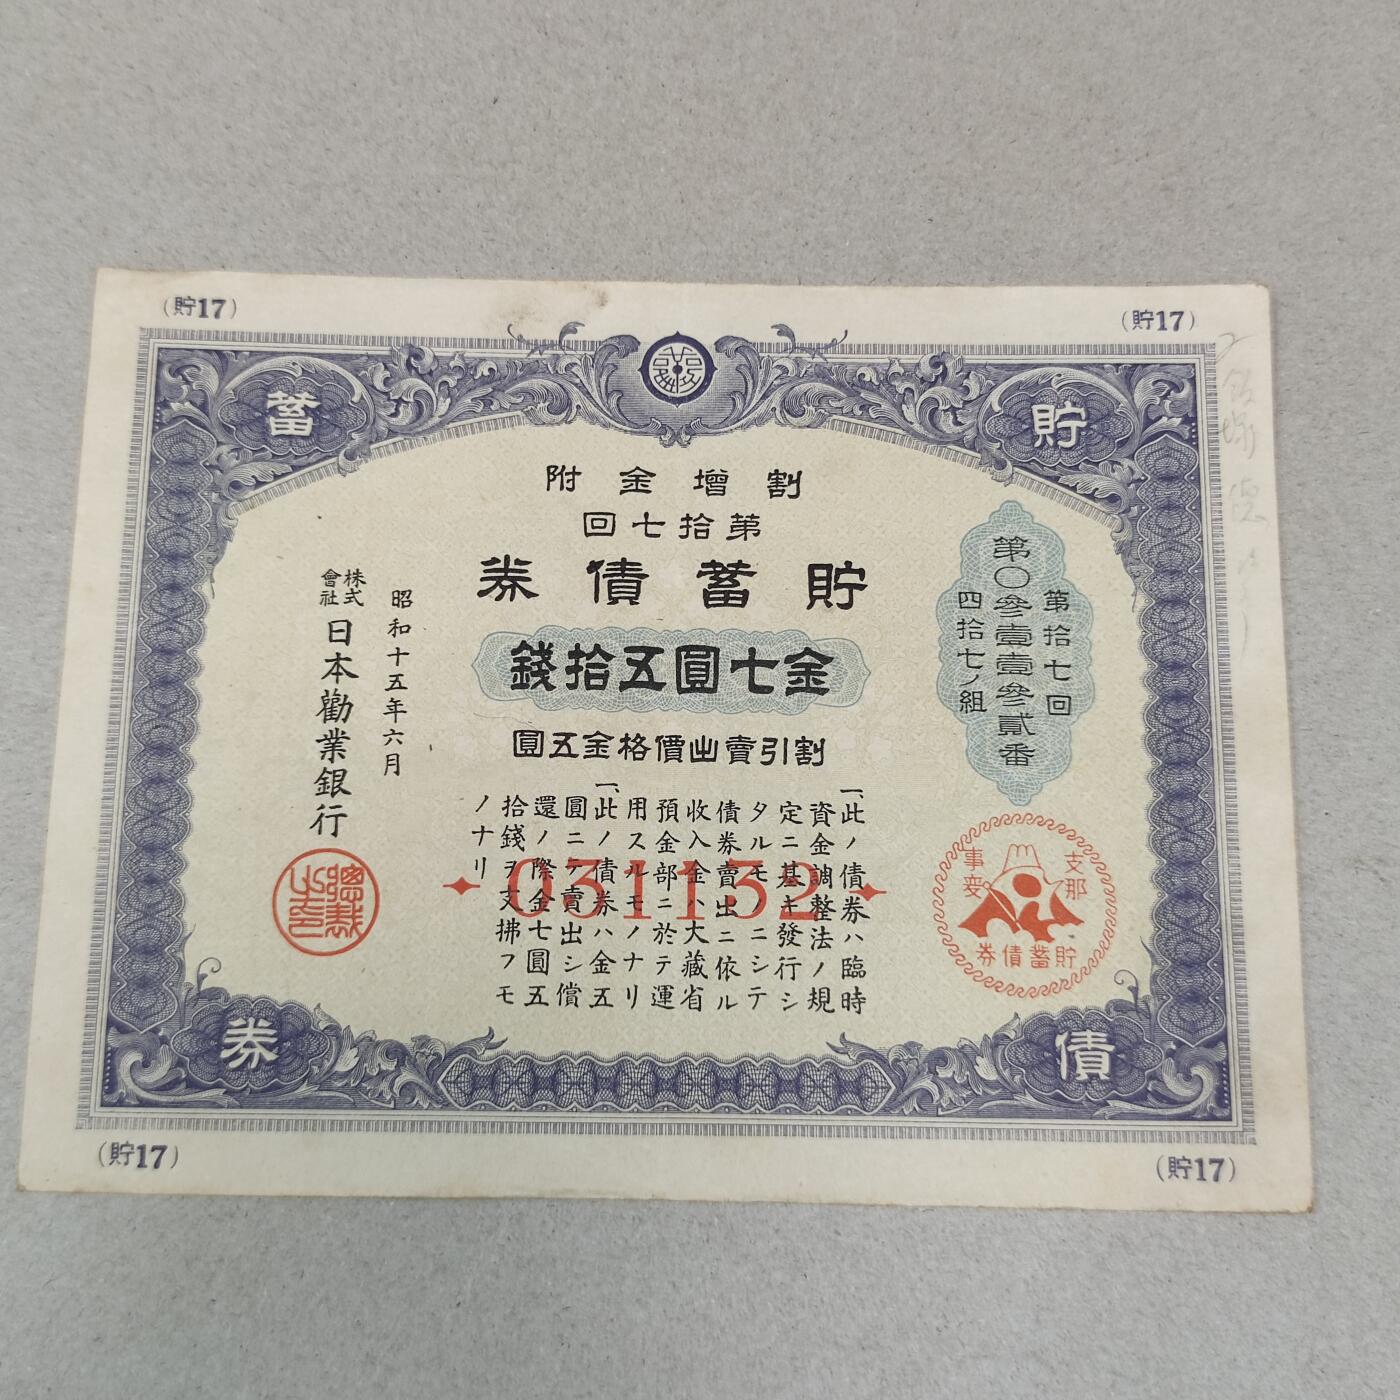 (貯17)
(貯17)
貯
蓄
割増金附
第拾七回
貯蓄債券
金七圓五拾錢
割引賣出價格金五圓
第拾七回
第〇參壹壹參貳番
四拾七ノ組
支那
事變
貯蓄債券
一、此ノ債券ハ臨時
資金調整法ノ規
定ニ基キ發行シ
タルモノニシテ
債券賣出ニ依ル
收入金ハ大藏省
預金部ニ於テ運
用スルモノナリ
一、此ノ債券ハ金五
圓ニテ賣出シ償
還ノ際金七圓五
拾錢ヲ支拂フモ
ノナリ
031132
昭和十五年六月
株式會社日本勸業銀行
總裁之印
債
券
(貯17)
(貯17)